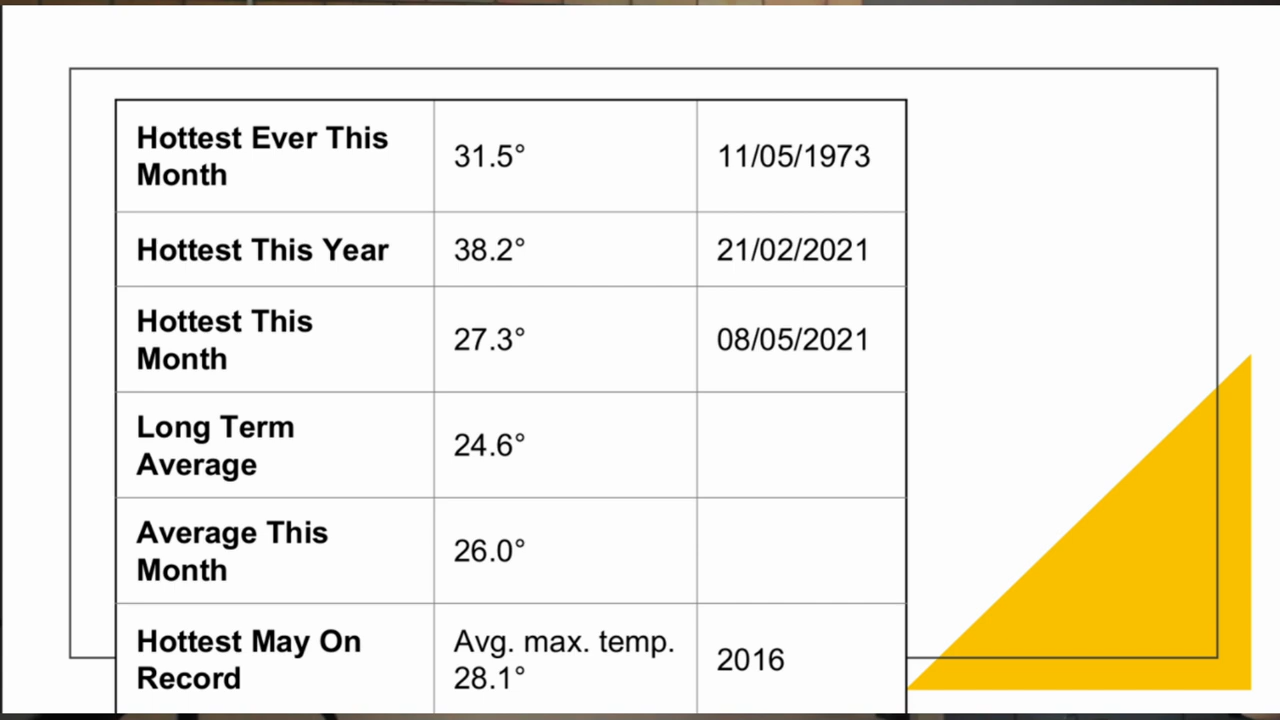 Hottest Ever This
Month
31.5°
11/05/1973
Hottest This Year
38.2°
21/02/2021
Hottest This
Month
27.3°
08/05/2021
Long Term
Average
24.6°
Average This
Month
26.0°
Hottest May On
Record
Avg. max. temp.
28.1°
2016